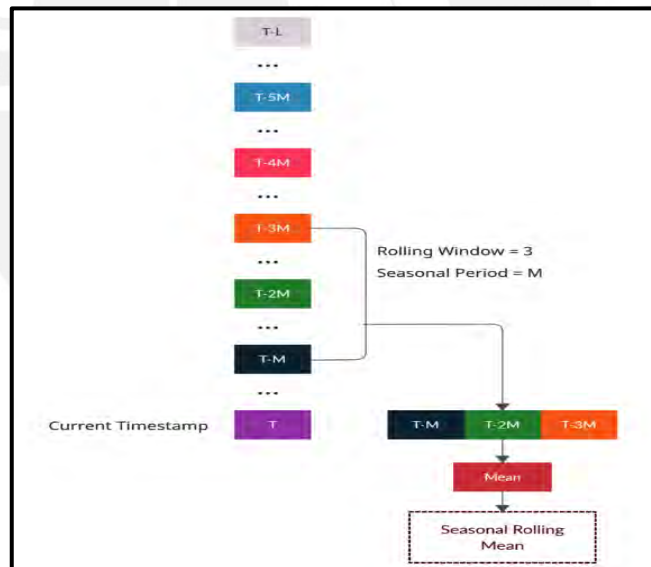 T-L
...
T-5M
...
T-4M
...
T-3M
Rolling Window = 3
Seasonal Period = M
...
T-2M
...
T-M
...
Current Timestamp T
T-M T-2M T-3M
Mean
Seasonal Rolling
Mean